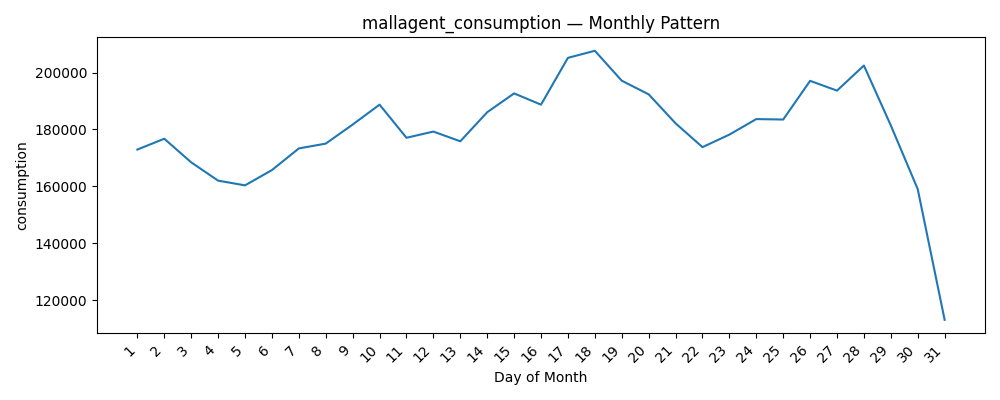 mallagent_consumption — Monthly Pattern
consumption
200000
180000
160000
140000
120000
1 2 3 4 5 6 7 8 9 10 11 12 13 14 15 16 17 18 19 20 21 22 23 24 25 26 27 28 29 30 31
Day of Month